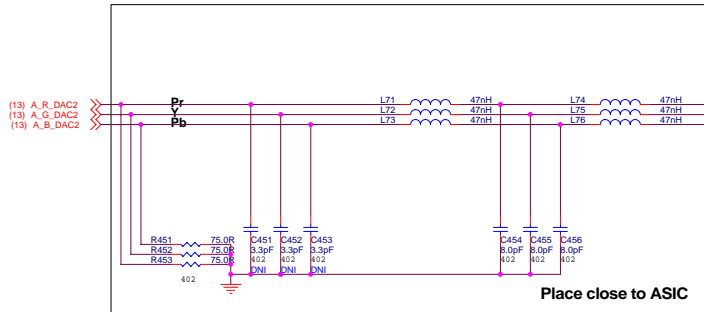 L71 47nH L74 47nH
(13) A_R_DAC2 Pr
L72 47nH L75 47nH
(13) A_G_DAC2 Y
L73 47nH L76 47nH
(13) A_B_DAC2 Pb
R451 75.0R C451 C452 C453 C454 C455 C456
R452 75.0R 3.3pF 3.3pF 3.3pF 8.0pF 8.0pF 8.0pF
R453 75.0R 402 402 402 402 402 402
402 DNI DNI DNI
Place close to ASIC